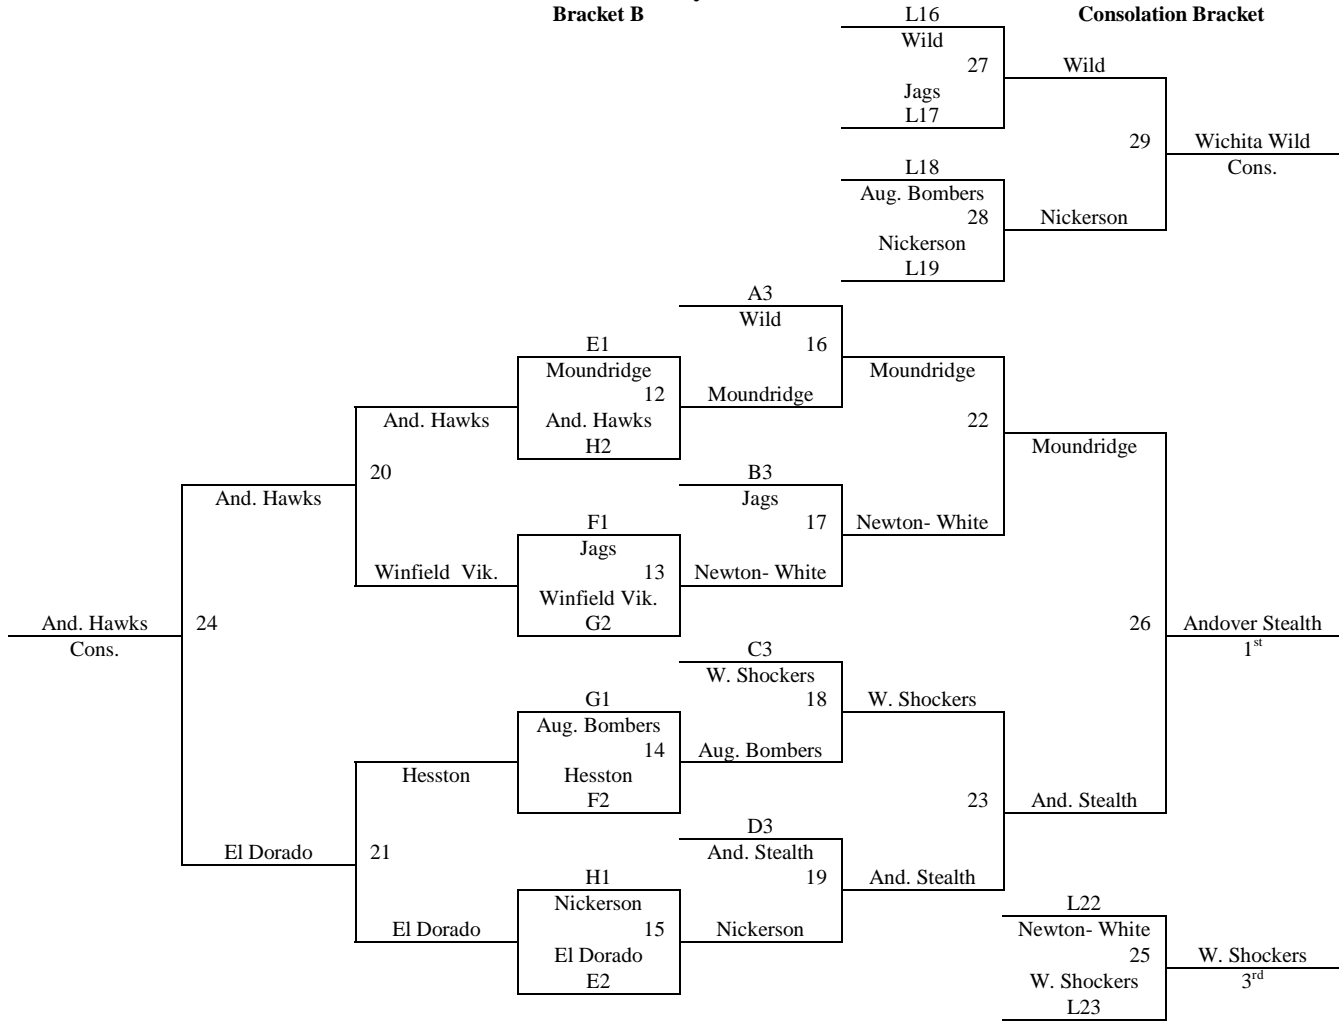 Bracket B
Consolation Bracket
L16
Wild
27
Wild
Jags
L17
29
Wichita Wild
Cons.
L18
Aug. Bombers
28
Nickerson
Nickerson
L19
A3
Wild
16
E1
Moundridge
12
Moundridge
Moundridge
And. Hawks
And. Hawks
H2
22
Moundridge
20
And. Hawks
B3
Jags
17
Newton- White
F1
Jags
13
Winfield Vik.
Newton- White
Winfield Vik.
G2
And. Hawks
Cons.
24
26
Andover Stealth
1st
C3
W. Shockers
18
W. Shockers
G1
Aug. Bombers
14
Aug. Bombers
Hesston
Hesston
F2
23
And. Stealth
D3
And. Stealth
19
And. Stealth
El Dorado
21
H1
Nickerson
15
El Dorado
Nickerson
El Dorado
E2
L22
Newton- White
25
W. Shockers
3rd
W. Shockers
L23